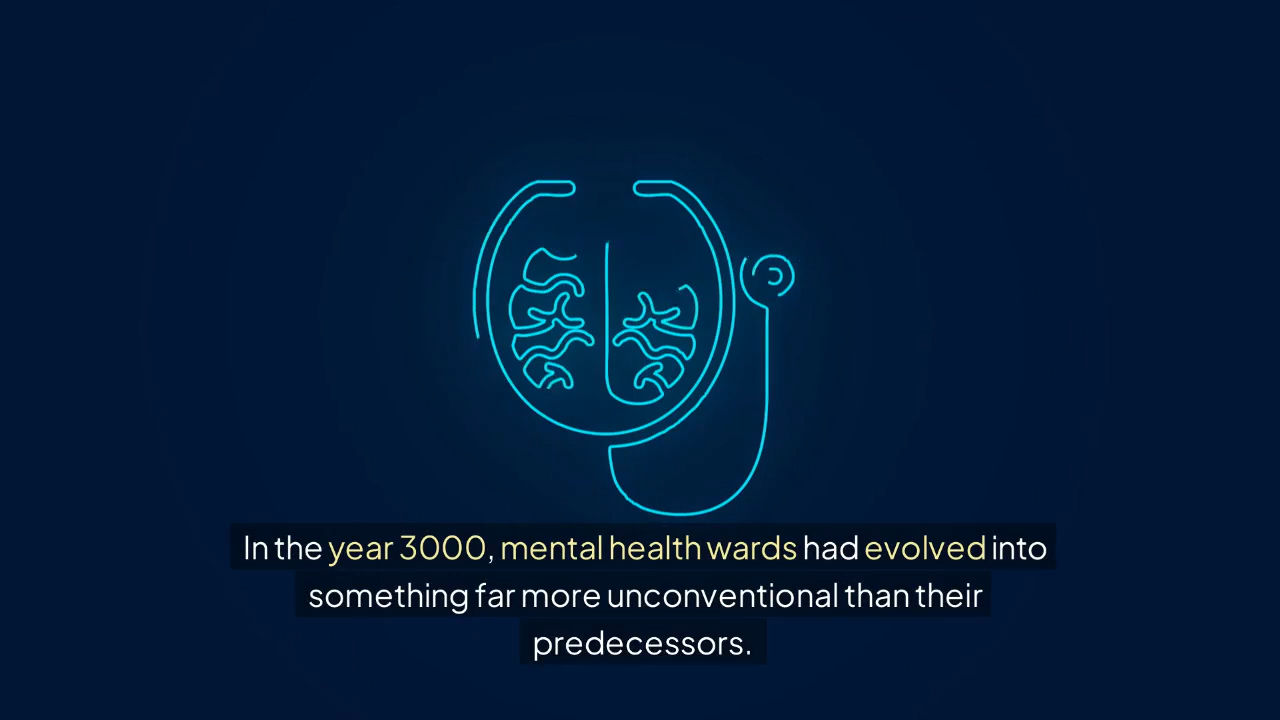 In the year 3000, mental health wards had evolved into
something far more unconventional than their
predecessors.